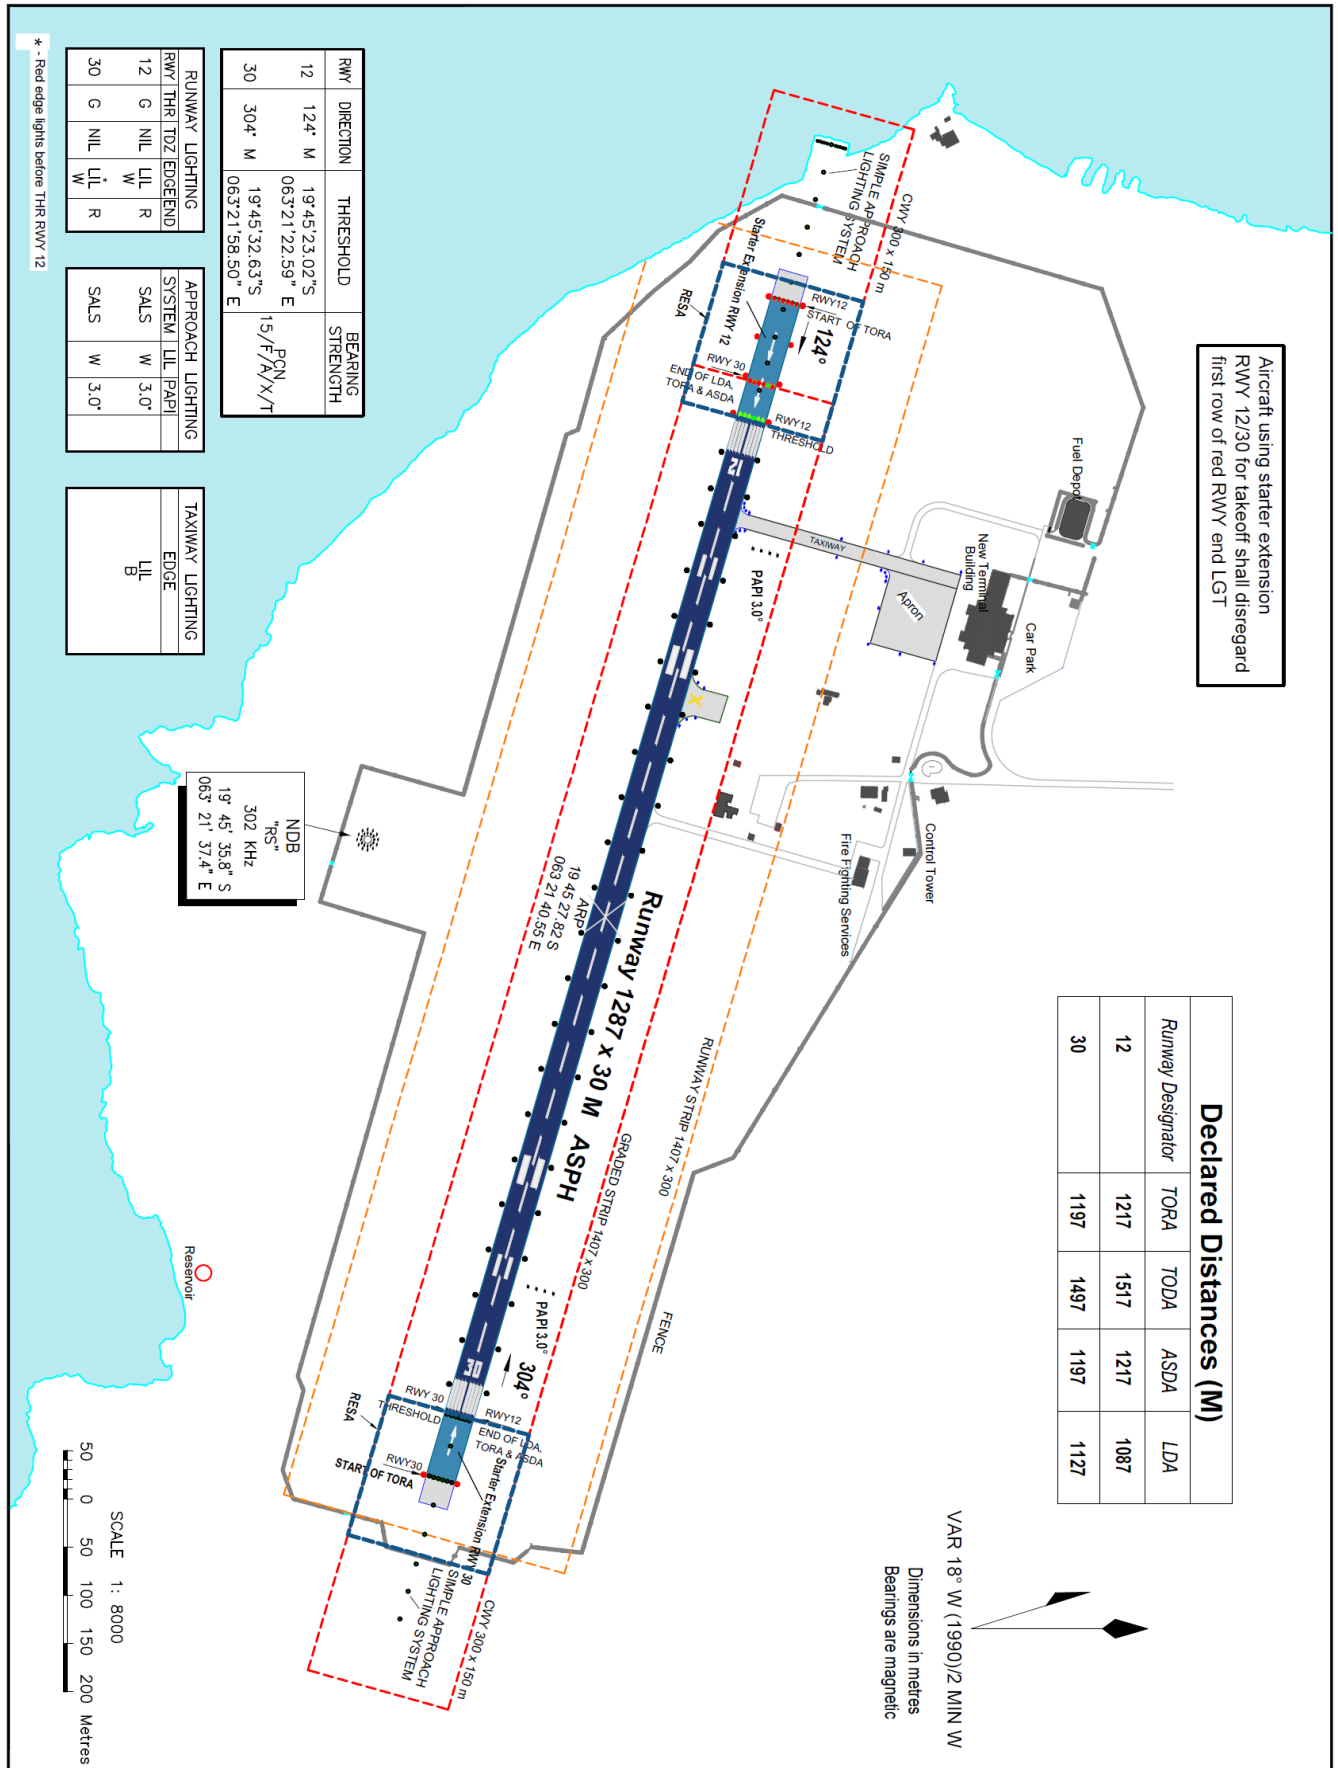 Aircraft using starter extension
RWY 12/30 for takeoff shall disregard
first row of red RWY end LGT
Declared Distances (M)
Runway Designator TORA TODA ASDA LDA
12 1217 1517 1217 1087
30 1197 1497 1197 1127
VAR 18° W (1990)/2 MIN W
Dimensions in metres
Bearings are magnetic
Fuel Depot
New Terminal
Building
Car Park
Apron
TAXIWAY
Control Tower
Fire Fighting Services
CWY 300 x 150 m
SIMPLE APPROACH
LIGHTING SYSTEM
Starter Extension RWY 12
RESA
RWY12
START OF TORA
124°
RWY 30
END OF LDA,
TORA & ASDA
RWY12
THRESHOLD
12
PAPI 3.0°
X
Runway 1287 x 30 M ASPH
ARP
19 45 27.82 S
063 21 40.55 E
RUNWAY STRIP 1407 x 300
GRADED STRIP 1407 x 300
FENCE
PAPI 3.0°
304°
30
RWY 30
THRESHOLD
RWY12
END OF LDA,
TORA & ASDA
RESA
RWY30
START OF TORA
Starter Extension RWY 30
SIMPLE APPROACH
LIGHTING SYSTEM
CWY 300 x 150 m
NDB
302 KHz
"RS"
19° 45' 35.8" S
063° 21' 37.4" E
Reservoir
RWY DIRECTION THRESHOLD BEARING STRENGTH
12 124° M 19°45'23.02"S
063°21'22.59" E
30 304° M 19°45'32.63"S
063°21'58.50" E
PCN
15/F/A/X/T
RUNWAY LIGHTING
RWY THR TDZ EDGE END
12 G NIL LIL W R
30 G NIL LIL* W R
* - Red edge lights before THR RWY 12
APPROACH LIGHTING
SYSTEM LIL PAPI
SALS W 3.0°
SALS W 3.0°
TAXIWAY LIGHTING
EDGE
LIL
B
SCALE 1: 8000
50 0 50 100 150 200 Metres